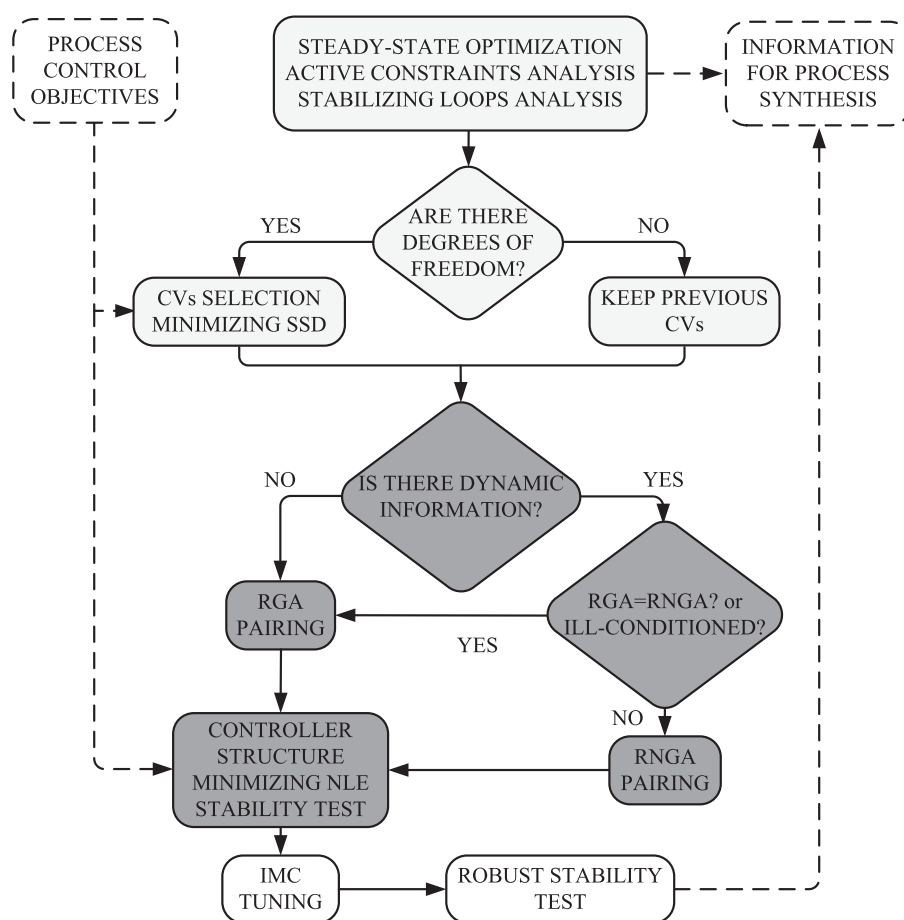 PROCESS
CONTROL
OBJECTIVES
STEADY-STATE OPTIMIZATION
ACTIVE CONSTRAINTS ANALYSIS
STABILIZING LOOPS ANALYSIS
INFORMATION
FOR PROCESS
SYNTHESIS
ARE THERE
DEGREES OF
FREEDOM?
YES
NO
CVs SELECTION
MINIMIZING SSD
KEEP PREVIOUS
CVs
IS THERE DYNAMIC
INFORMATION?
NO
YES
RGA
PAIRING
RGA=RNGA? or
ILL-CONDITIONED?
YES
NO
CONTROLLER
STRUCTURE
MINIMIZING NLE
STABILITY TEST
RNGA
PAIRING
IMC
TUNING
ROBUST STABILITY
TEST